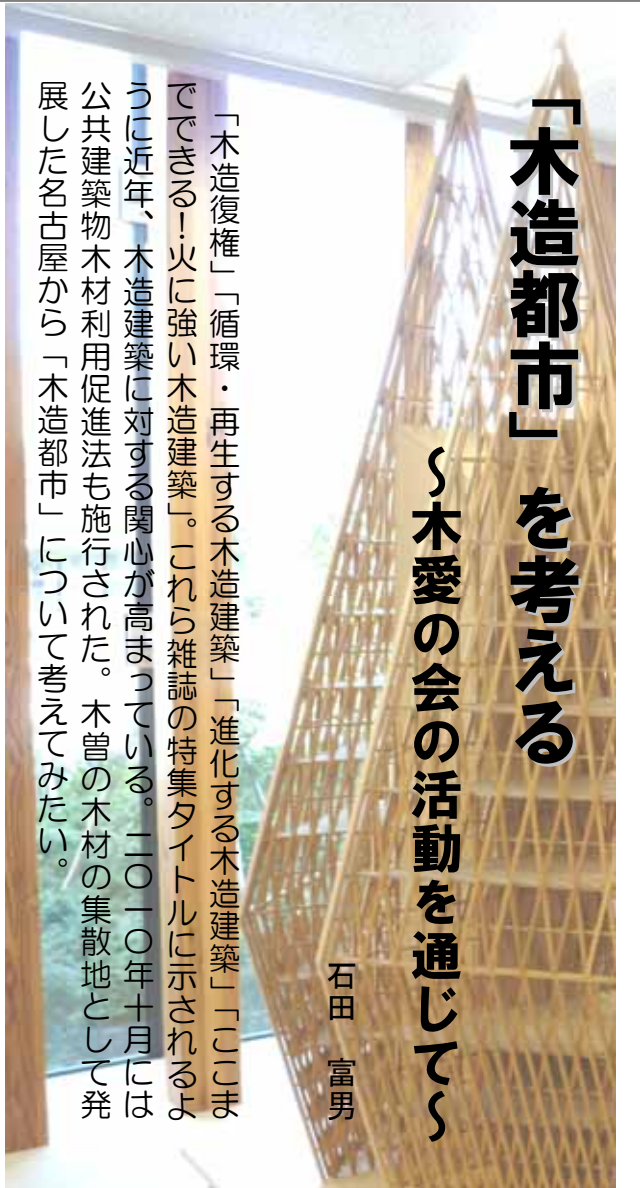 「木造都市」を考える
～木愛の会の活動を通じて～
石田　富男
「木造復権」「循環・再生する木造建築」「進化する木造建築」「ここま
でできる！火に強い木造建築」。これら雑誌の特集タイトルに示されるよ
うに近年、木造建築に対する関心が高まっている。二〇一〇年十月には
公共建築物木材利用促進法も施行された。木曽の木材の集散地として発
展した名古屋から「木造都市」について考えてみたい。